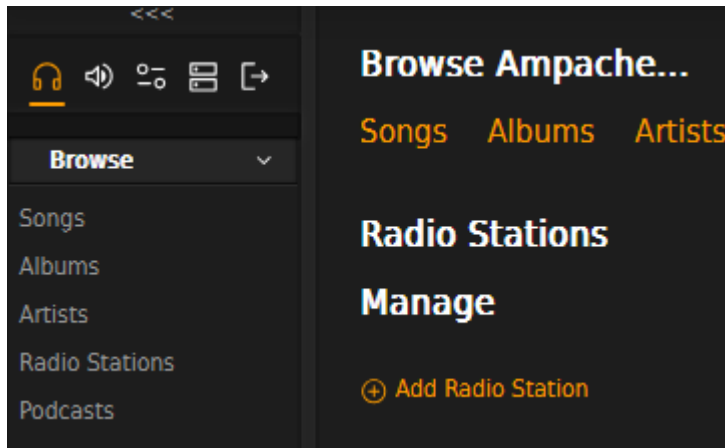 <<<
Browse
Songs
Albums
Artists
Radio Stations
Podcasts
Browse Ampache...
Songs Albums Artists
Radio Stations
Manage
Add Radio Station